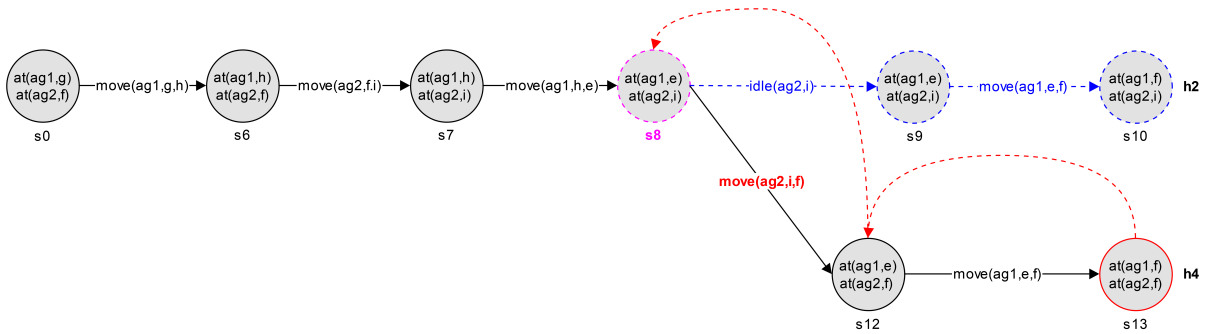 at(ag1,g)
at(ag2,f)
s0
move(ag1,g,h)
at(ag1,h)
at(ag2,f)
s6
move(ag2,f.i)
at(ag1,h)
at(ag2,i)
s7
move(ag1,h,e)
at(ag1,e)
at(ag2,i)
s8
idle(ag2,i)
at(ag1,e)
at(ag2,i)
s9
move(ag1,e,f)
at(ag1,f)
at(ag2,i)
s10
h2
move(ag2,i,f)
at(ag1,e)
at(ag2,f)
s12
move(ag1,e,f)
at(ag1,f)
at(ag2,f)
s13
h4